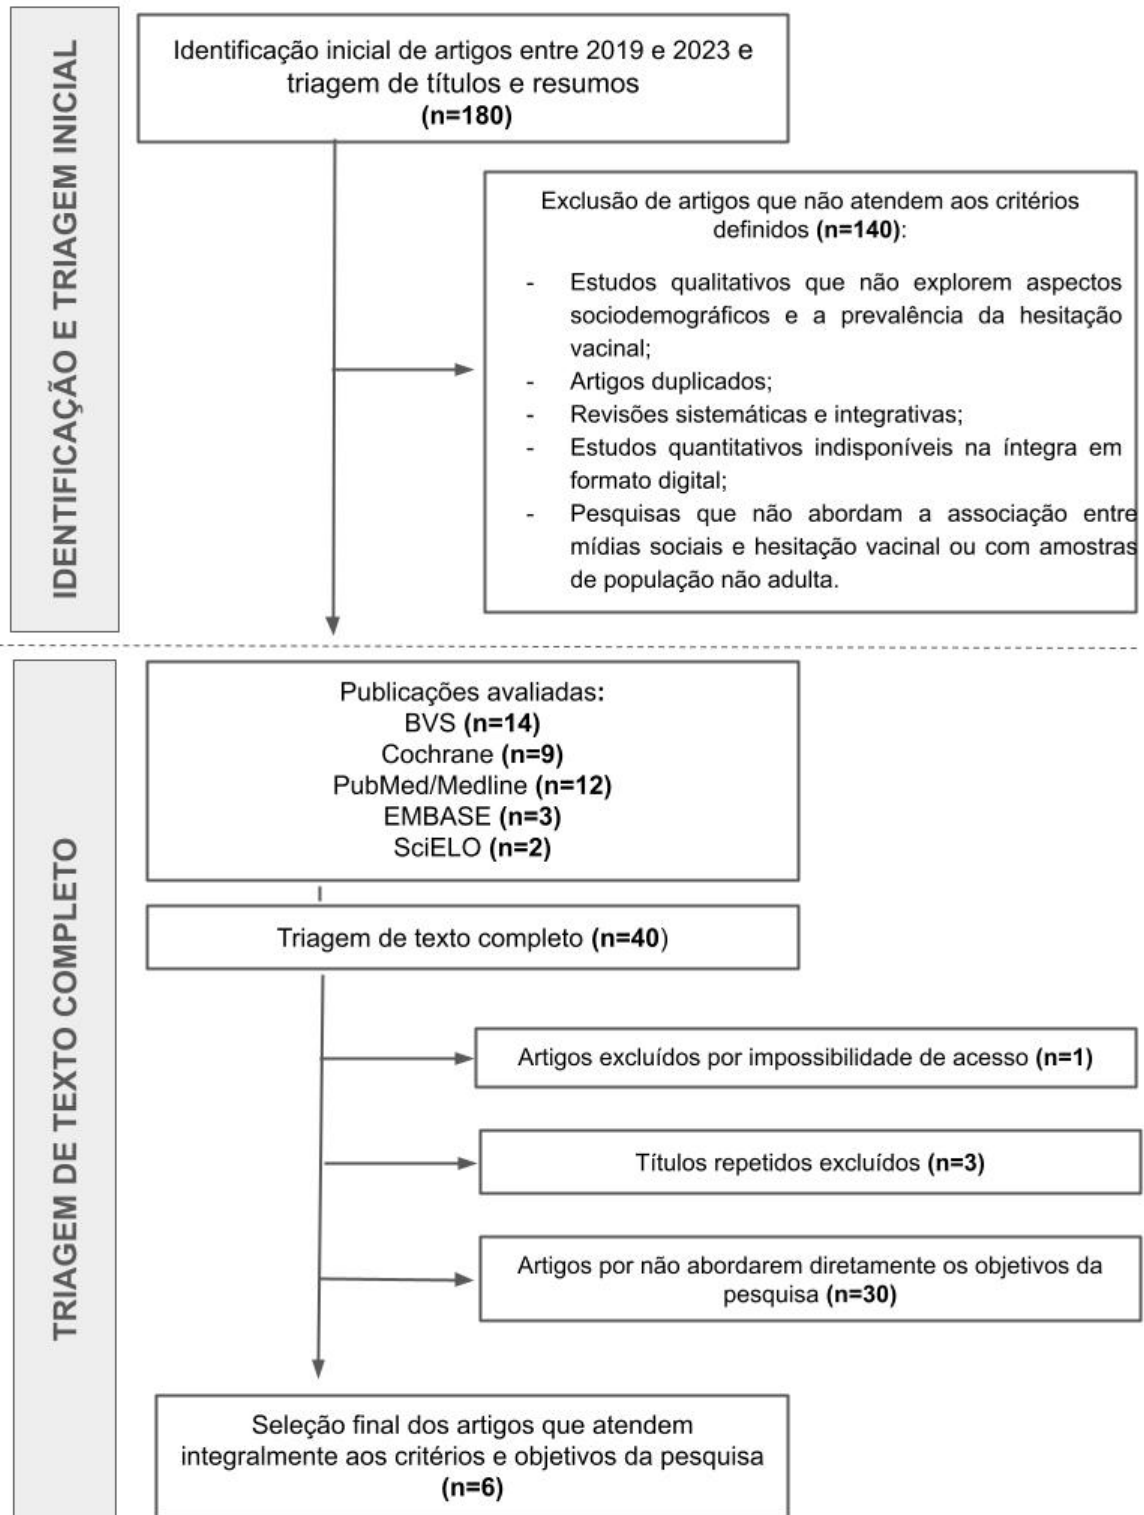 IDENTIFICAÇÃO E TRIAGEM INICIAL
Identificação inicial de artigos entre 2019 e 2023 e
triagem de títulos e resumos
(n=180)
Exclusão de artigos que não atendem aos critérios
definidos (n=140):
- Estudos qualitativos que não explorem aspectos
sociodemográficos e a prevalência da hesitação
vacinal;
- Artigos duplicados;
- Revisões sistemáticas e integrativas;
- Estudos quantitativos indisponíveis na íntegra em
formato digital;
- Pesquisas que não abordam a associação entre
mídias sociais e hesitação vacinal ou com amostras
de população não adulta.
TRIAGEM DE TEXTO COMPLETO
Publicações avaliadas:
BVS (n=14)
Cochrane (n=9)
PubMed/Medline (n=12)
EMBASE (n=3)
SciELO (n=2)
Triagem de texto completo (n=40)
Artigos excluídos por impossibilidade de acesso (n=1)
Títulos repetidos excluídos (n=3)
Artigos por não abordarem diretamente os objetivos da
pesquisa (n=30)
Seleção final dos artigos que atendem
integralmente aos critérios e objetivos da pesquisa
(n=6)